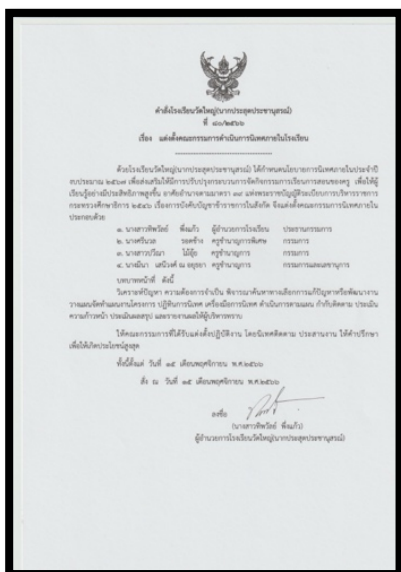 คำสั่งโรงเรียนวัดใหญ่(นากประสุตประชานุสรณ์)
ที่ ๘๐/๒๕๖๖
เรื่อง แต่งตั้งคณะกรรมการดำเนินการนิเทศภายในโรงเรียน
ด้วยโรงเรียนวัดใหญ่(นากประสุตประชานุสรณ์) ได้กำหนดนโยบายการนิเทศภายในประจำปี
งบประมาณ ๒๕๖๗ เพื่อส่งเสริมให้มีการปรับปรุงกระบวนการจัดกิจกรรมการเรียนการสอนของครู เพื่อให้ผู้
เรียนรู้อย่างมีประสิทธิภาพสูงขึ้น อาศัยอำนาจตามมาตรา ๓๙ แห่งพระราชบัญญัติระเบียบการบริหารราชการ
กระทรวงศึกษาธิการ ๒๕๔๖ เรื่องการบังคับบัญชาข้าราชการในสังกัด จึงแต่งตั้งคณะกรรมการนิเทศภายใน
ประกอบด้วย
๑. นางสาวทิพวัลย์ พึ่งแก้ว ผู้อำนวยการโรงเรียน ประธานกรรมการ
๒. นางศรีนวล รอดช้าง ครูชำนาญการพิเศษ กรรมการ
๓. นางสาวปวีณา ไม้อุ้ย ครูชำนาญการ กรรมการ
๔. นางมีนา เสนีวงศ์ ณ อยุธยา ครูชำนาญการ กรรมการและเลขานุการ
บทบาทหน้าที่ ดังนี้
วิเคราะห์ปัญหา ความต้องการจำเป็น พิจารณาค้นหาทางเลือกการแก้ปัญหาหรือพัฒนางาน
วางแผนจัดทำแผนงานโครงการ ปฏิทินการนิเทศ เครื่องมือการนิเทศ ดำเนินการตามแผน กำกับติดตาม ประเมิน
ความก้าวหน้า ประเมินผลสรุป และรายงานผลให้ผู้บริหารทราบ
ให้คณะกรรมการที่ได้รับแต่งตั้งปฏิบัติงาน โดยนิเทศติดตาม ประสานงาน ให้คำปรึกษา
เพื่อให้เกิดประโยชน์สูงสุด
ทั้งนี้ตั้งแต่ วันที่ ๑๕ เดือนพฤศจิกายน พ.ศ.๒๕๖๖
สั่ง ณ วันที่ ๑๕ เดือนพฤศจิกายน พ.ศ.๒๕๖๖
ลงชื่อ
(นางสาวทิพวัลย์ พึ่งแก้ว)
ผู้อำนวยการโรงเรียนวัดใหญ่(นากประสุตประชานุสรณ์)